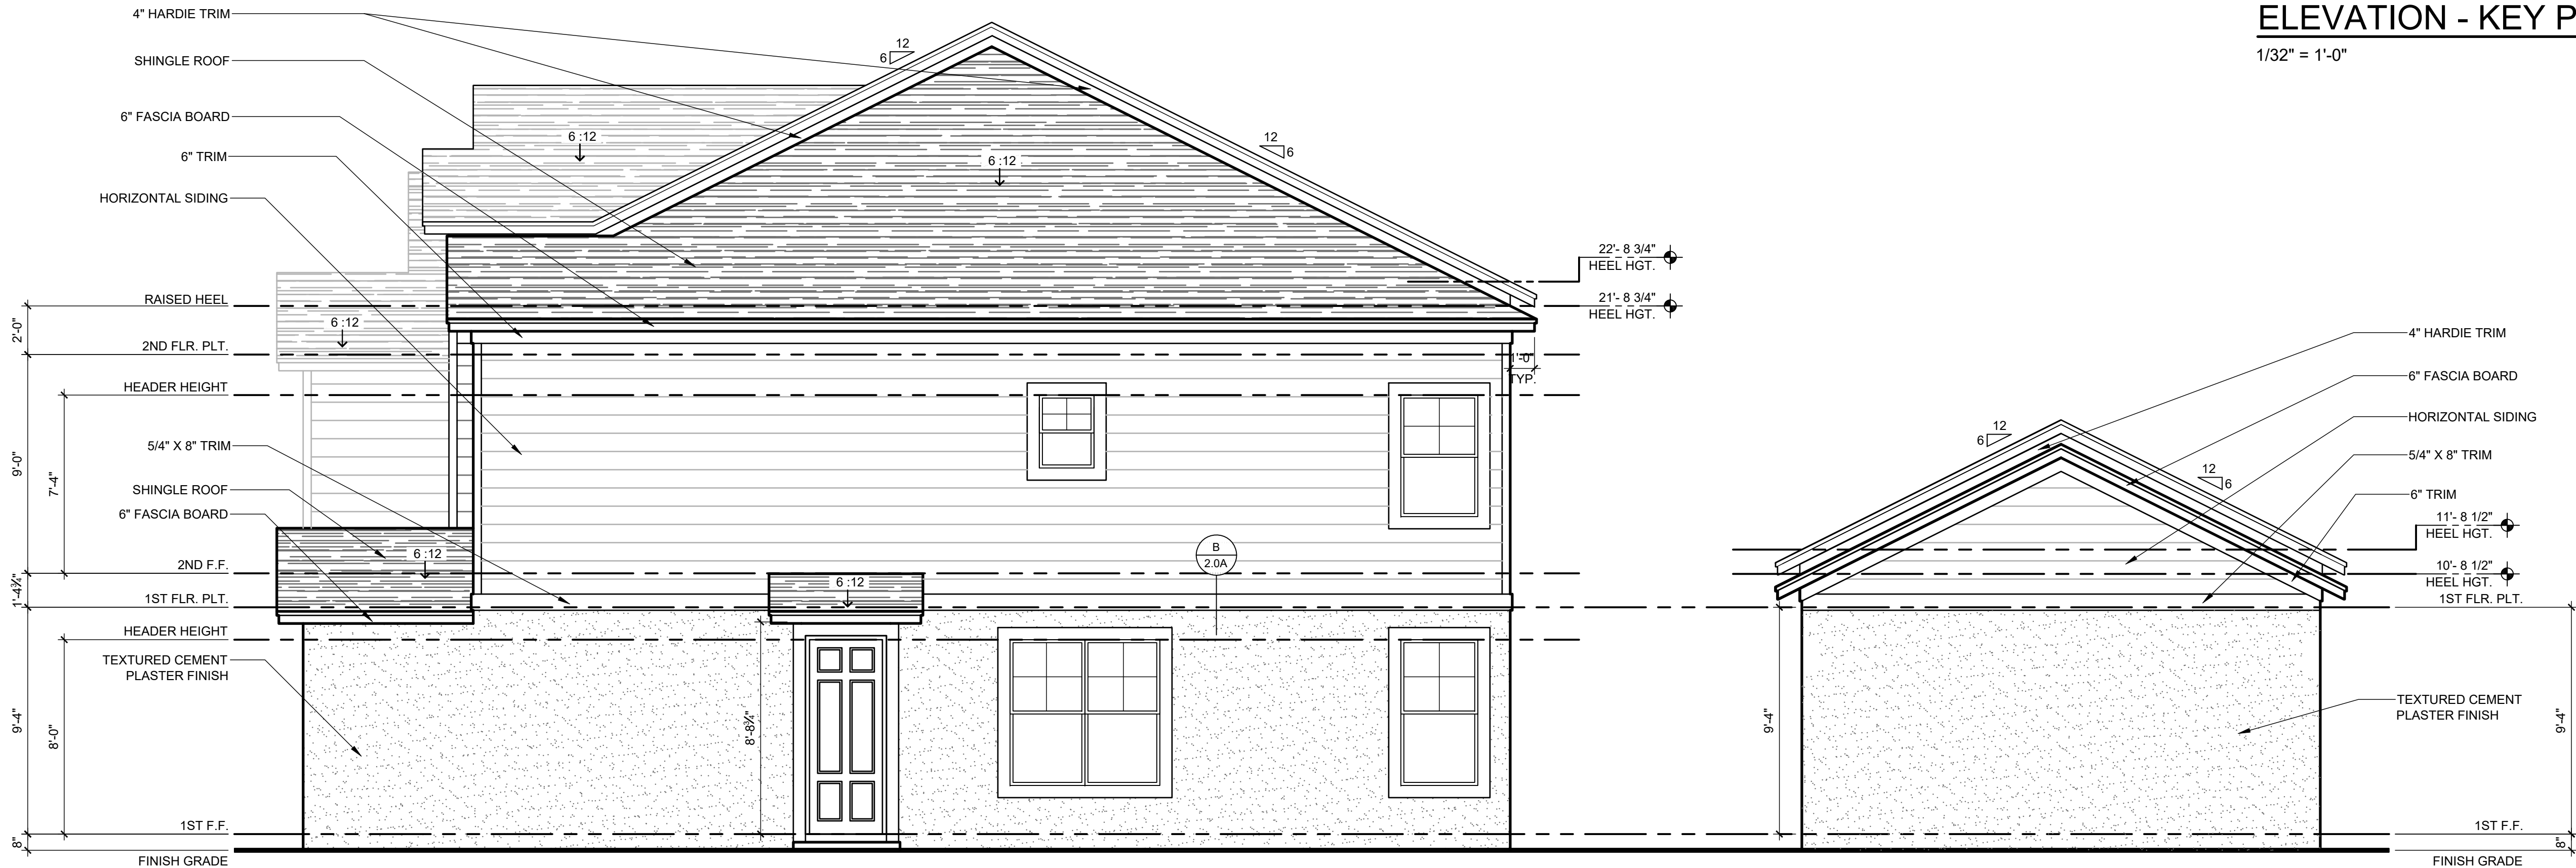 ELEVATION - KEY P
1/32" = 1'-0"
4" HARDIE TRIM
SHINGLE ROOF
6" FASCIA BOARD
6" TRIM
HORIZONTAL SIDING
RAISED HEEL
2ND FLR. PLT.
HEADER HEIGHT
5/4" X 8" TRIM
SHINGLE ROOF
6" FASCIA BOARD
2ND F.F.
1ST FLR. PLT.
HEADER HEIGHT
TEXTURED CEMENT
PLASTER FINISH
1ST F.F.
FINISH GRADE
2'-0"
9'-0"
7'-4"
1'-4¾"
9'-4"
8'-0"
8"
12
6
6 :12
6 :12
12
6
6 :12
6 :12
6 :12
8'-8¾"
B
2.0A
1'-0"
TYP.
22'- 8 3/4"
HEEL HGT.
21'- 8 3/4"
HEEL HGT.
12
6
12
6
4" HARDIE TRIM
6" FASCIA BOARD
HORIZONTAL SIDING
5/4" X 8" TRIM
6" TRIM
11'- 8 1/2"
HEEL HGT.
10'- 8 1/2"
HEEL HGT.
1ST FLR. PLT.
TEXTURED CEMENT
PLASTER FINISH
9'-4"
9'-4"
1ST F.F.
8"
FINISH GRADE